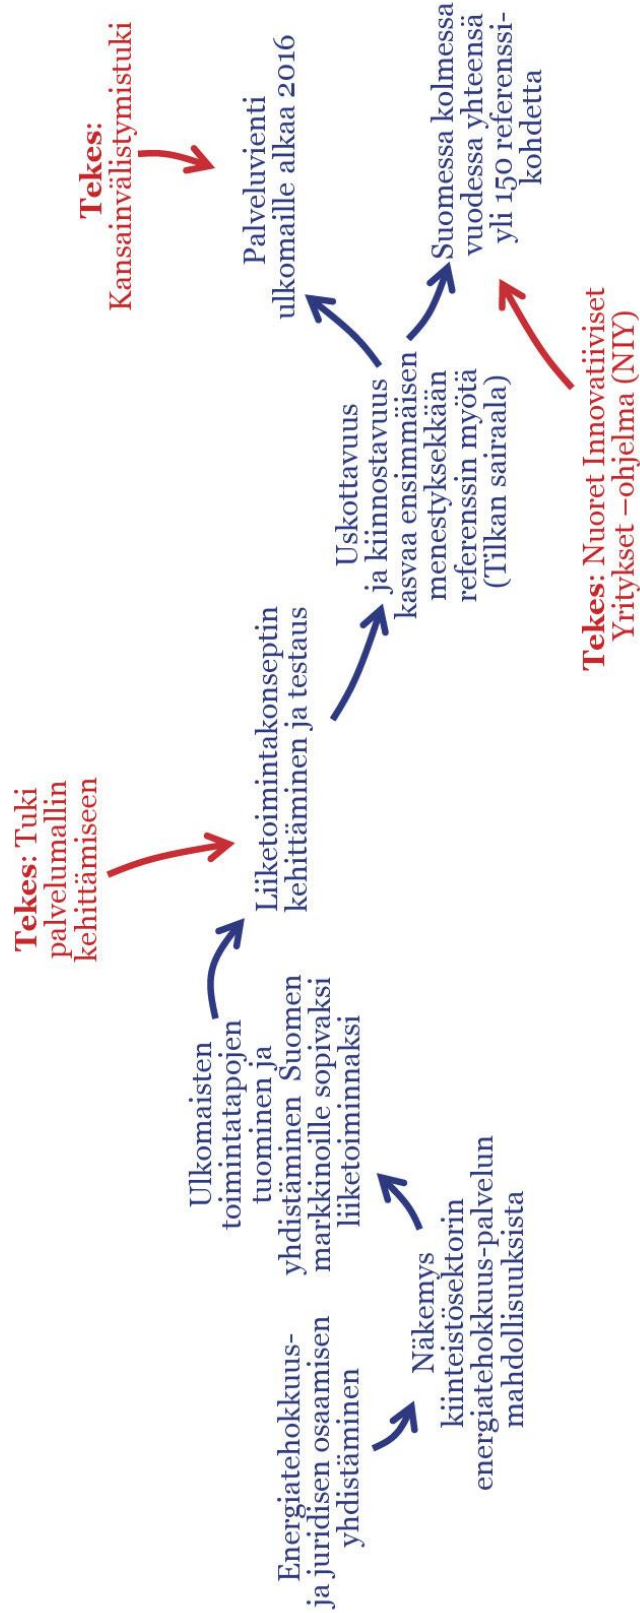 Energiatehokkuus-
ja juridisen osaamisen
yhdistäminen
Näkemys
kiinteistösektorin
energiatehokkuus-palvelun
mahdollisuuksista
Ulkomaisten
toimintatapojen
tuominen ja
yhdistäminen Suomen
markkinoille sopivaksi
liiketoiminnaksi
Tekes: Tuki
palvelumallin
kehittämiseen
Liiketoimintakonseptin
kehittäminen ja testaus
Uskottavuus
ja kiinnostavuus
kasvaa ensimmäisen
menestyksekkään
referenssin myötä
(Tilkan sairaala)
Tekes:
Kansainvälistymistuki
Palveluvienti
ulkomaille alkaa 2016
Suomessa kolmessa
vuodessa yhteensä
yli 150 referenssi-
kohdetta
Tekes: Nuoret Innovatiiviset
Yritykset –ohjelma (NIY)